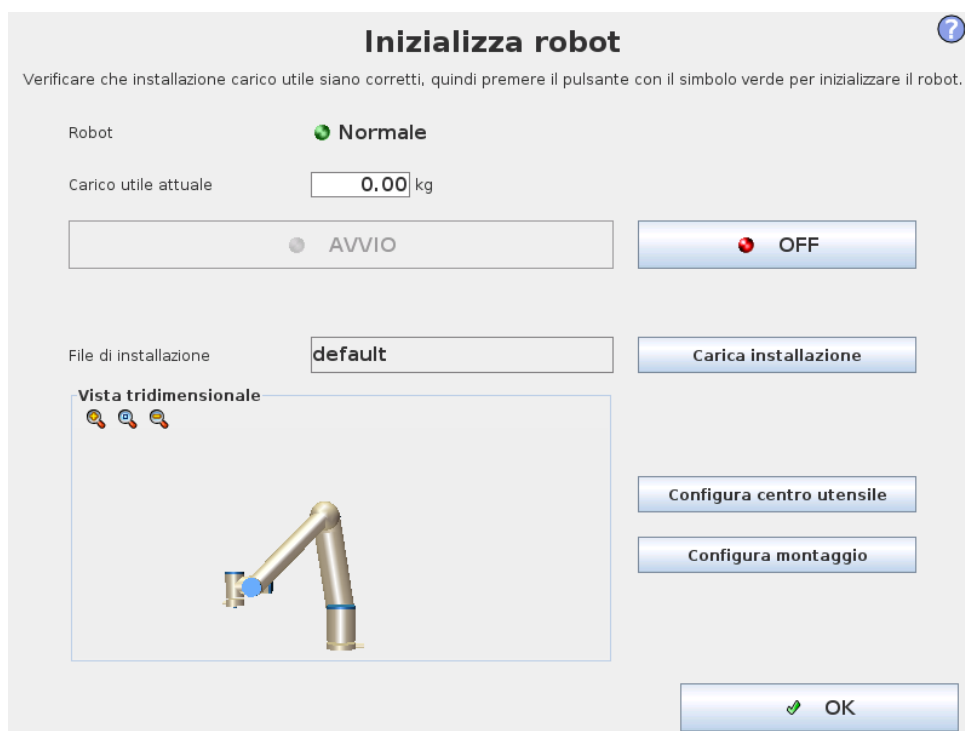 Inizializza robot
?
Verificare che installazione carico utile siano corretti, quindi premere il pulsante con il simbolo verde per inizializzare il robot.
Robot
Normale
Carico utile attuale
0.00 kg
AVVIO
OFF
File di installazione
default
Carica installazione
Vista tridimensionale
Configura centro utensile
Configura montaggio
OK